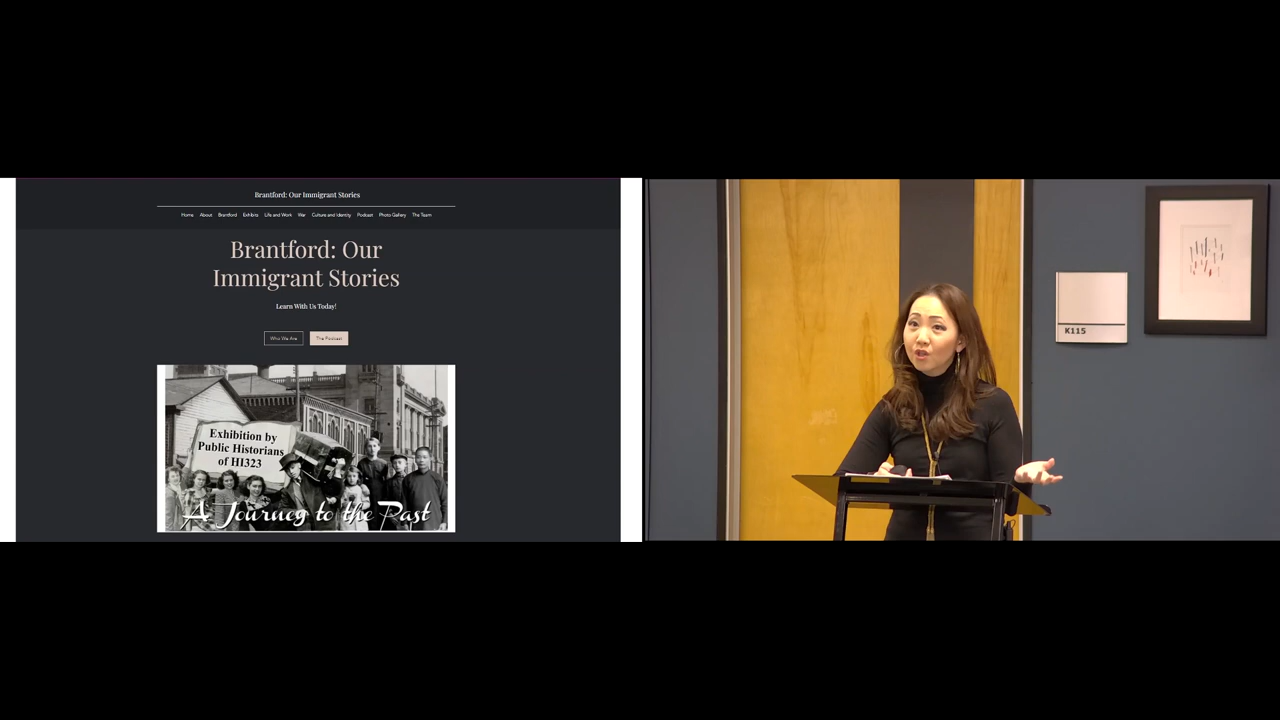 Brantford: Our Immigrant Stories
Home About Brantford Exhibits Life and Work War Culture and Identity Podcast Photo Gallery The Team
Brantford: Our
Immigrant Stories
Learn With Us Today!
Who We Are The Podcast
Exhibition by
Public Historians
of HI323
A Journey to the Past
K115